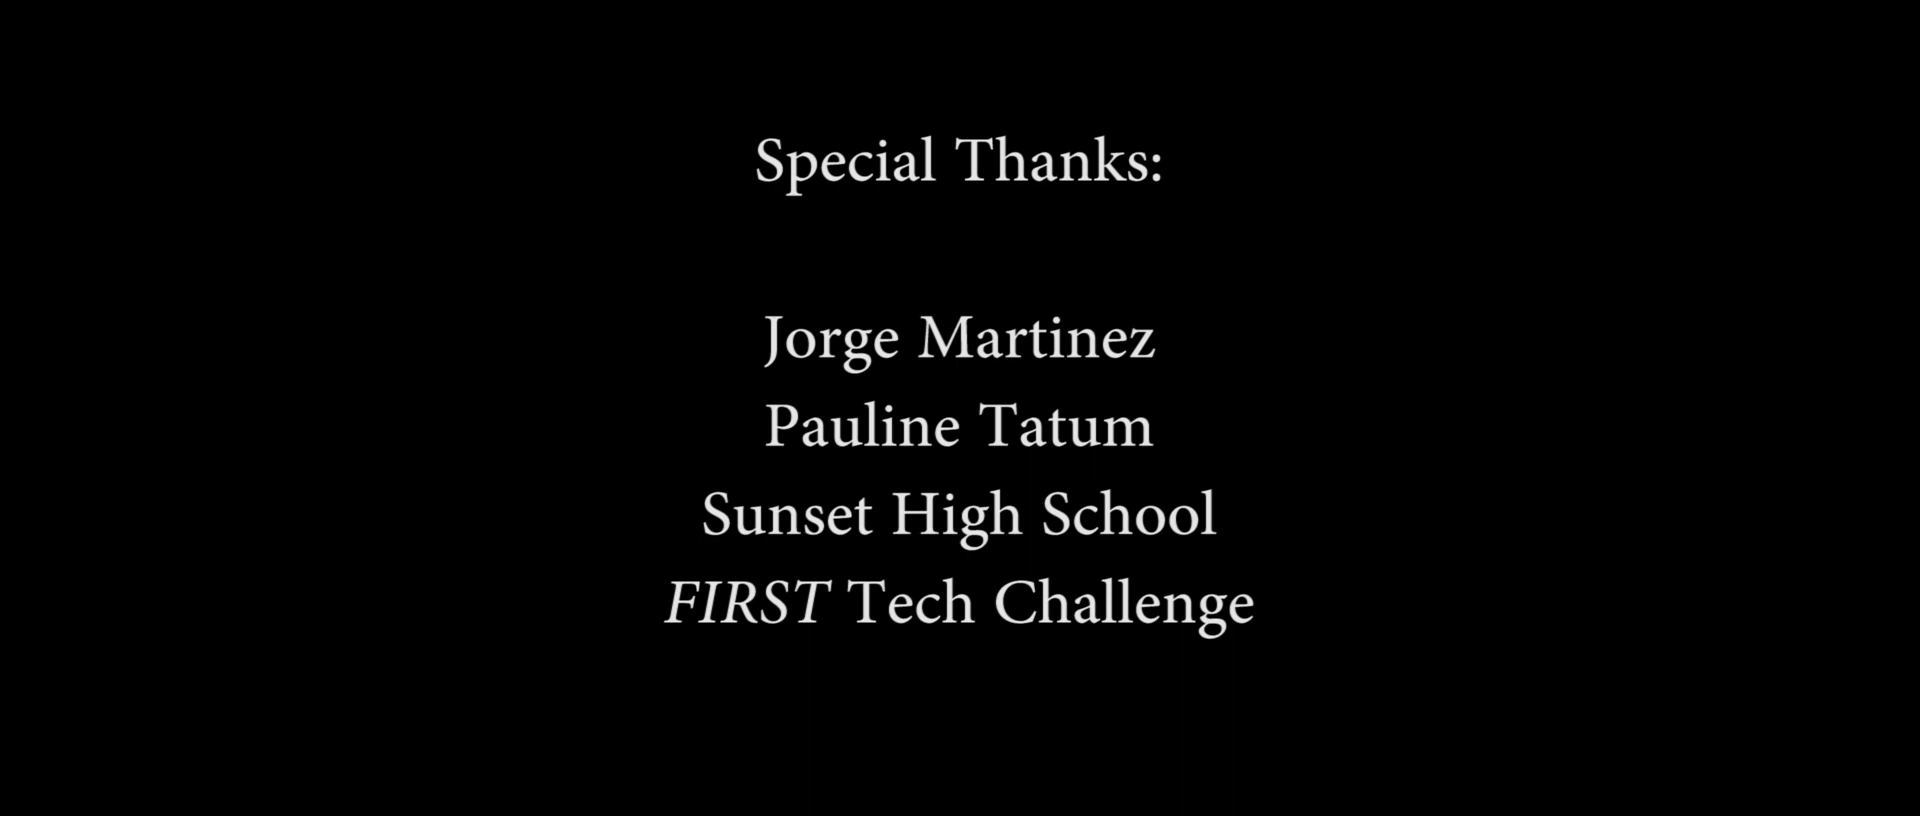 Special Thanks:
Jorge Martinez
Pauline Tatum
Sunset High School
FIRST Tech Challenge